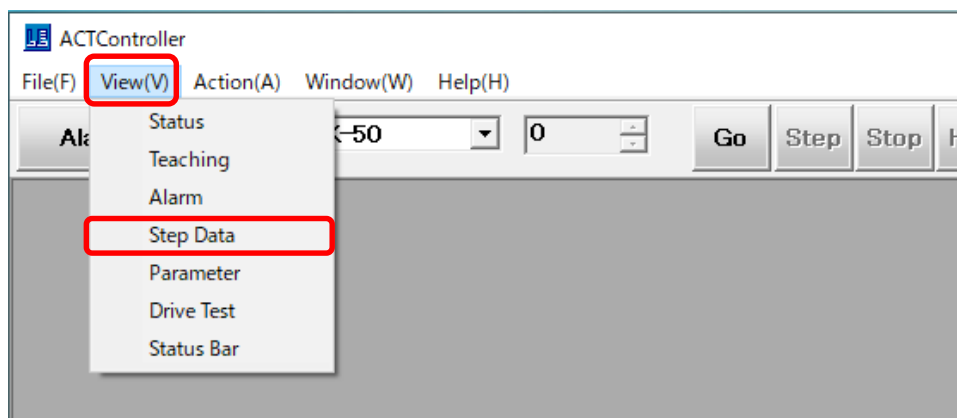 ACTController
File(F) View(V) Action(A) Window(W) Help(H)
-50 0 Go Step Stop
Status
Teaching
Alarm
Step Data
Parameter
Drive Test
Status Bar